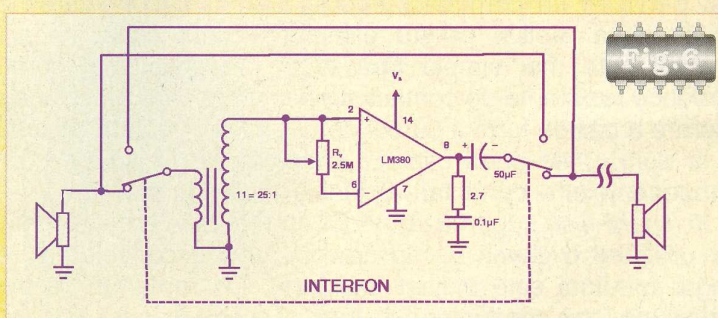 Fig.6
Vs
2
+
14
Rv
2.5M
LM380
8
+
−
50µF
6
−
7
11 = 25:1
2.7
0.1µF
INTERFON